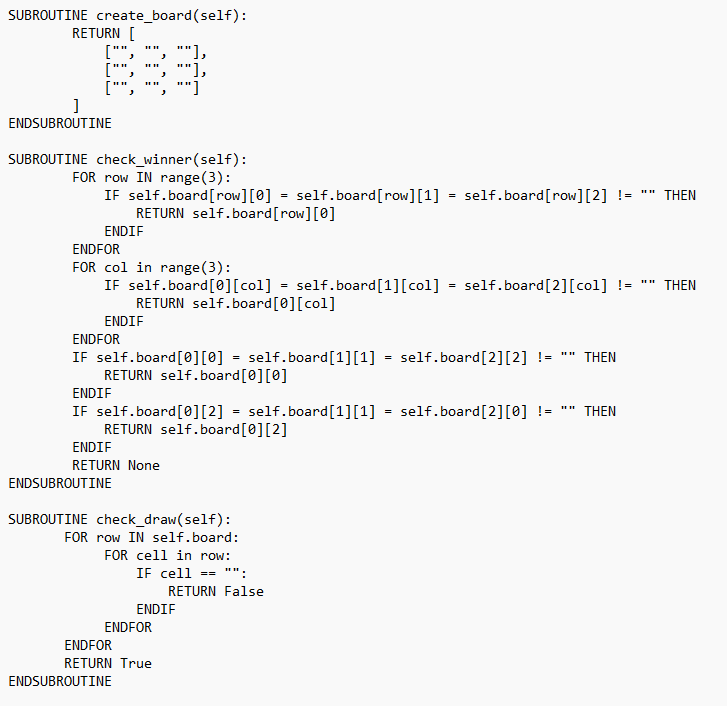 SUBROUTINE create_board(self):
        RETURN [
            ["", "", ""],
            ["", "", ""],
            ["", "", ""]
        ]
ENDSUBROUTINE

SUBROUTINE check_winner(self):
        FOR row IN range(3):
            IF self.board[row][0] = self.board[row][1] = self.board[row][2] != "" THEN
                RETURN self.board[row][0]
            ENDIF
        ENDFOR
        FOR col in range(3):
            IF self.board[0][col] = self.board[1][col] = self.board[2][col] != "" THEN
                RETURN self.board[0][col]
            ENDIF
        ENDFOR
        IF self.board[0][0] = self.board[1][1] = self.board[2][2] != "" THEN
            RETURN self.board[0][0]
        ENDIF
        IF self.board[0][2] = self.board[1][1] = self.board[2][0] != "" THEN
            RETURN self.board[0][2]
        ENDIF
        RETURN None
ENDSUBROUTINE

SUBROUTINE check_draw(self):
       FOR row IN self.board:
            FOR cell in row:
                IF cell == "":
                    RETURN False
                ENDIF
            ENDFOR
       ENDFOR
       RETURN True
ENDSUBROUTINE